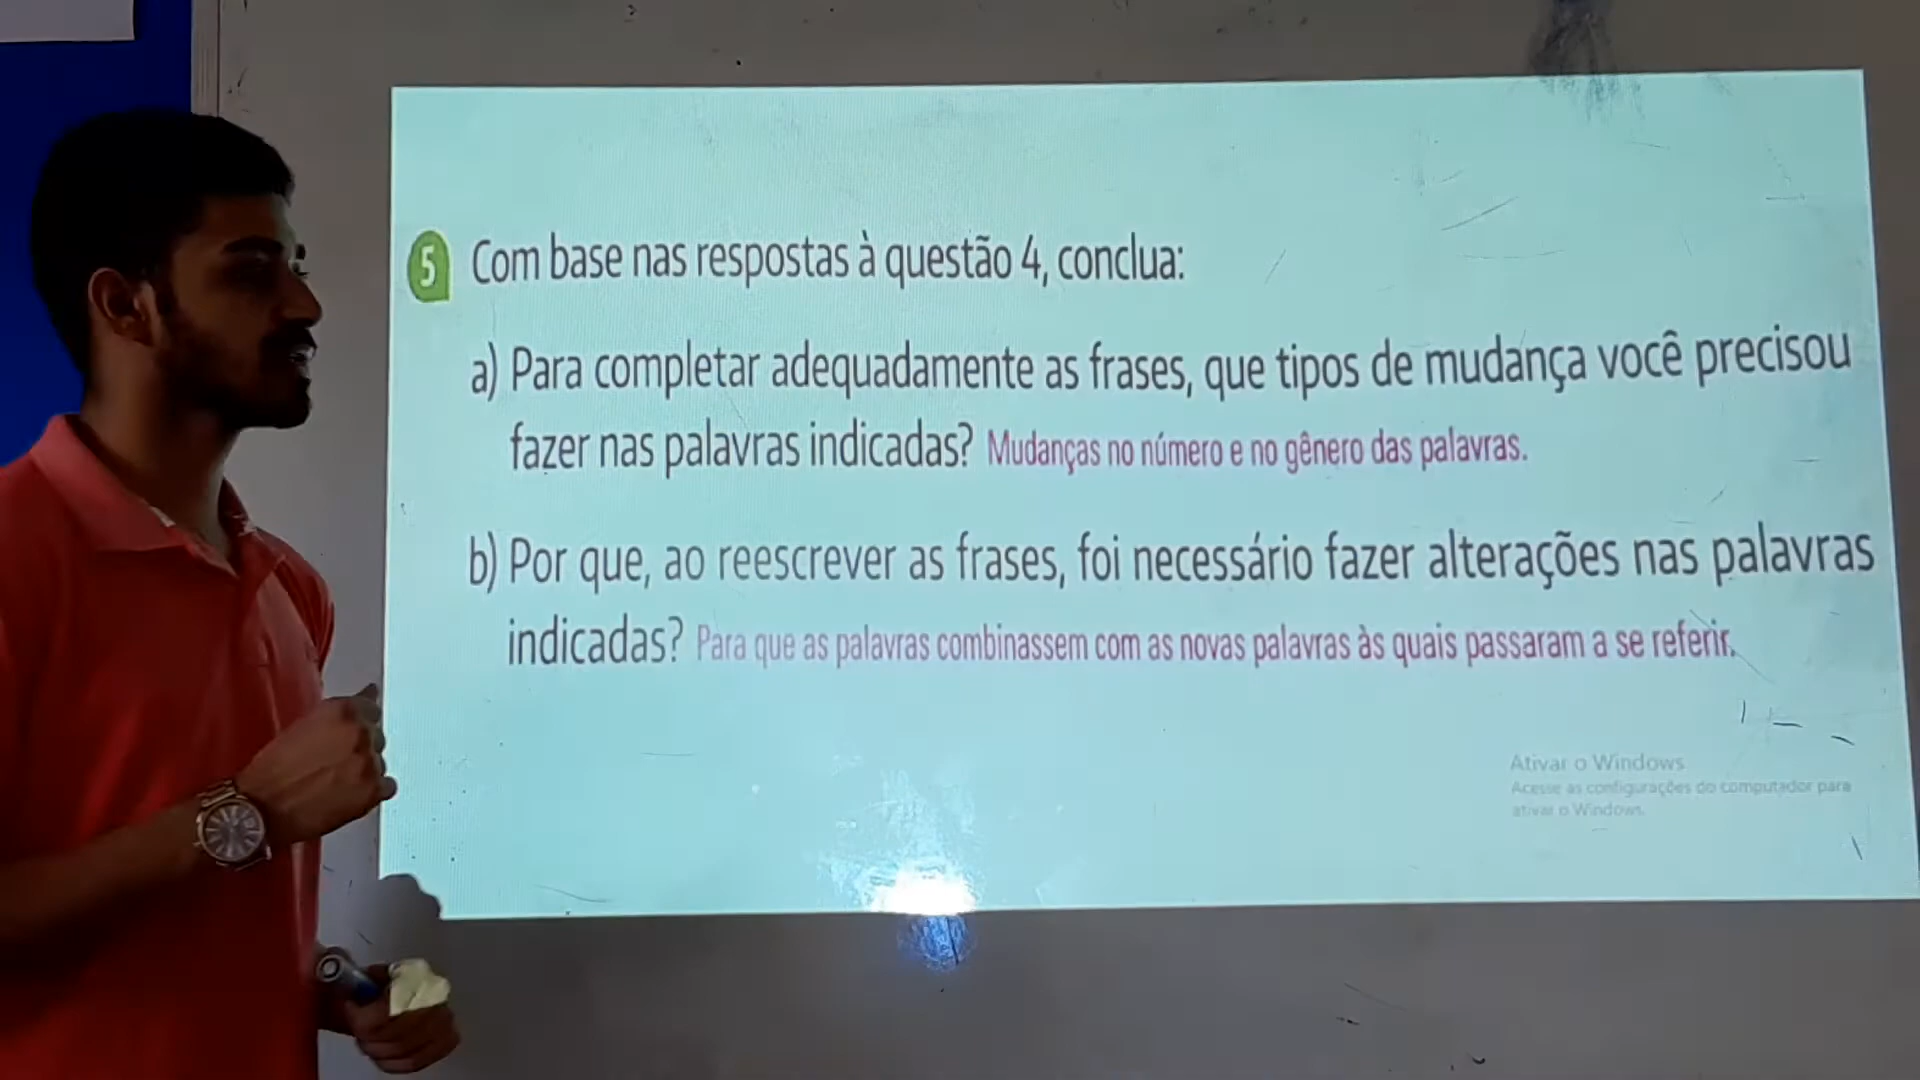 5 Com base nas respostas à questão 4, conclua:
a) Para completar adequadamente as frases, que tipos de mudança você precisou
fazer nas palavras indicadas? Mudanças no número e no gênero das palavras.
b) Por que, ao reescrever as frases, foi necessário fazer alterações nas palavras
indicadas? Para que as palavras combinassem com as novas palavras às quais passaram a se referir.
Ativar o Windows
Acesse as configurações do computador para
ativar o Windows.